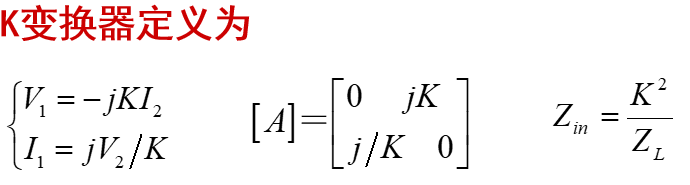 K变换器定义为
V₁ = -jKI₂
I₁ = jV₂/K
[A] = [0 jK
j/K 0]
Z_in = K²/Z_L